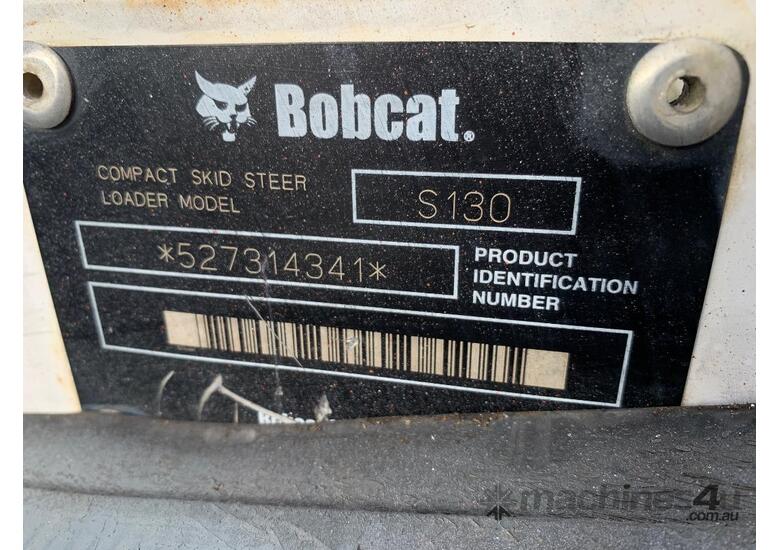 Bobcat®
COMPACT SKID STEER
LOADER MODEL
S130
*527314341*
PRODUCT
IDENTIFICATION
NUMBER
machines4u
.com.au